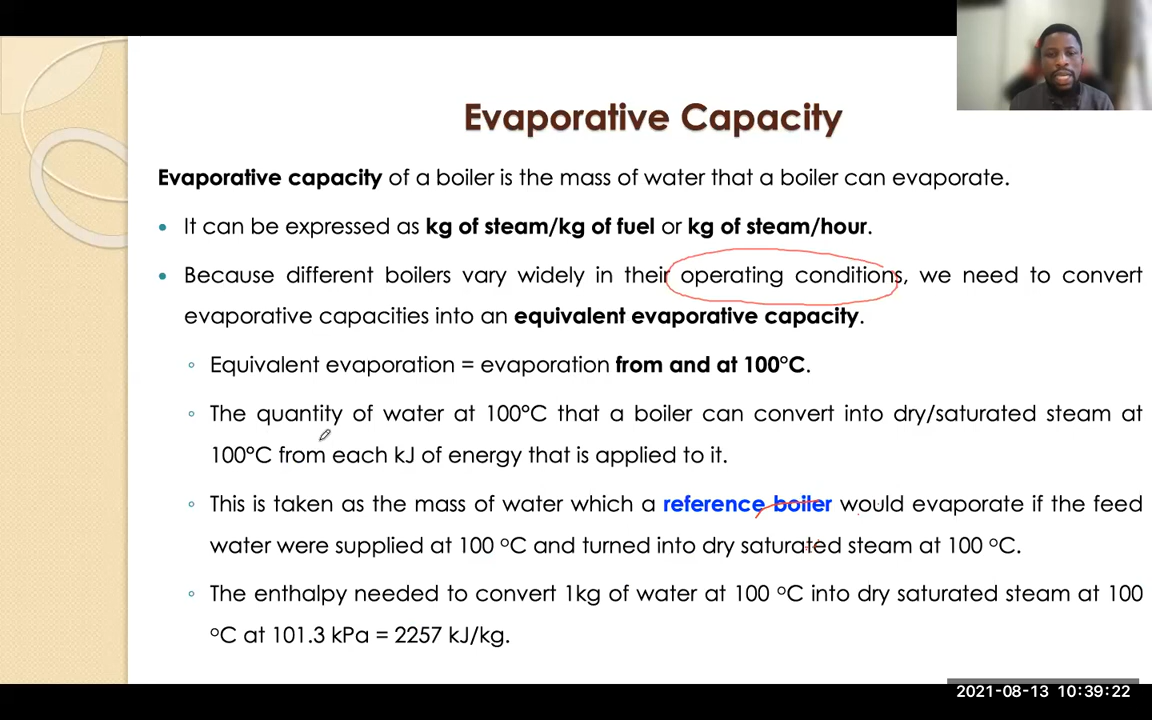 Evaporative Capacity
Evaporative capacity of a boiler is the mass of water that a boiler can evaporate.
• It can be expressed as kg of steam/kg of fuel or kg of steam/hour.
• Because different boilers vary widely in their operating conditions, we need to convert
evaporative capacities into an equivalent evaporative capacity.
◦ Equivalent evaporation = evaporation from and at 100°C.
◦ The quantity of water at 100°C that a boiler can convert into dry/saturated steam at
100°C from each kJ of energy that is applied to it.
◦ This is taken as the mass of water which a reference boiler would evaporate if the feed
water were supplied at 100 °C and turned into dry saturated steam at 100 °C.
◦ The enthalpy needed to convert 1kg of water at 100 °C into dry saturated steam at 100
°C at 101.3 kPa = 2257 kJ/kg.
2021-08-13 10:39:22